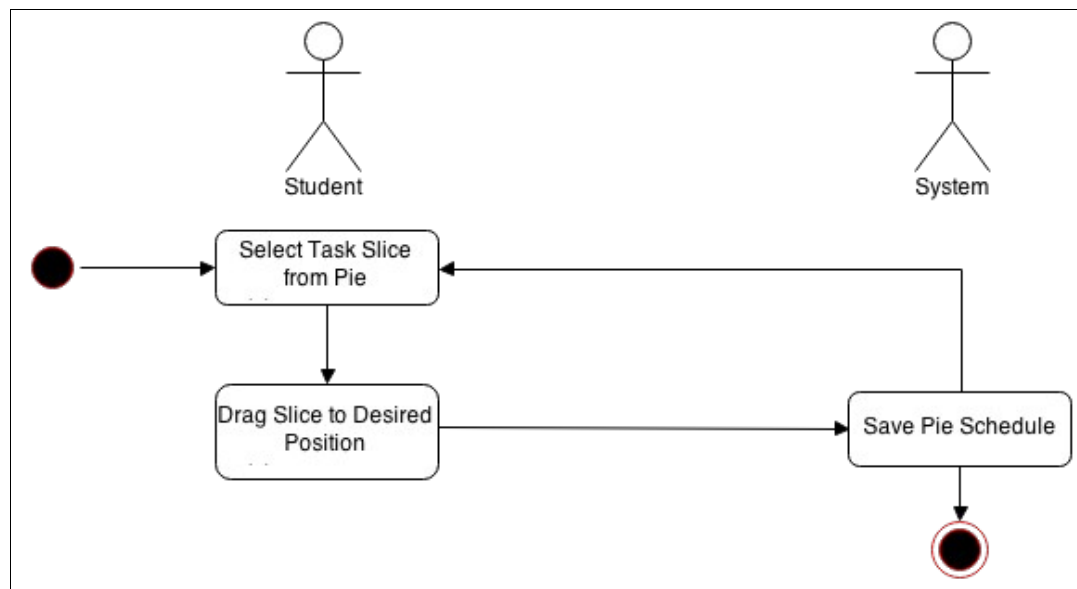 Student
System
Select Task Slice
from Pie
Drag Slice to Desired
Position
Save Pie Schedule